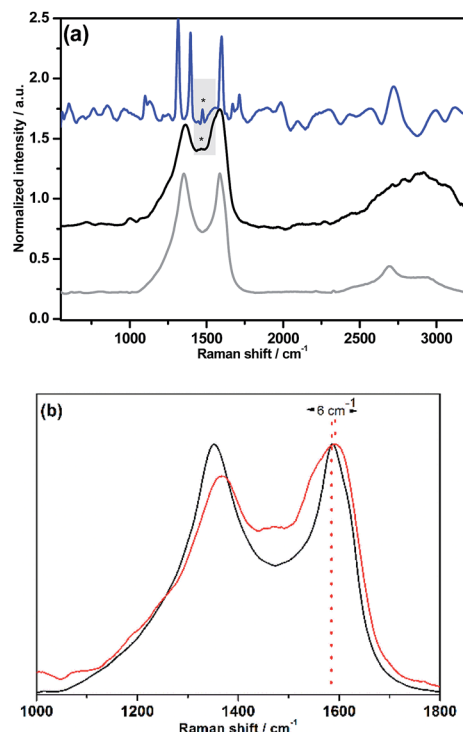 (a)
2.5
2.0
1.5
1.0
0.5
0.0
Normalized intensity / a.u.
*
*
1000 1500 2000 2500 3000
Raman shift / cm-1
(b)
6 cm-1
1000 1200 1400 1600 1800
Raman shift / cm-1